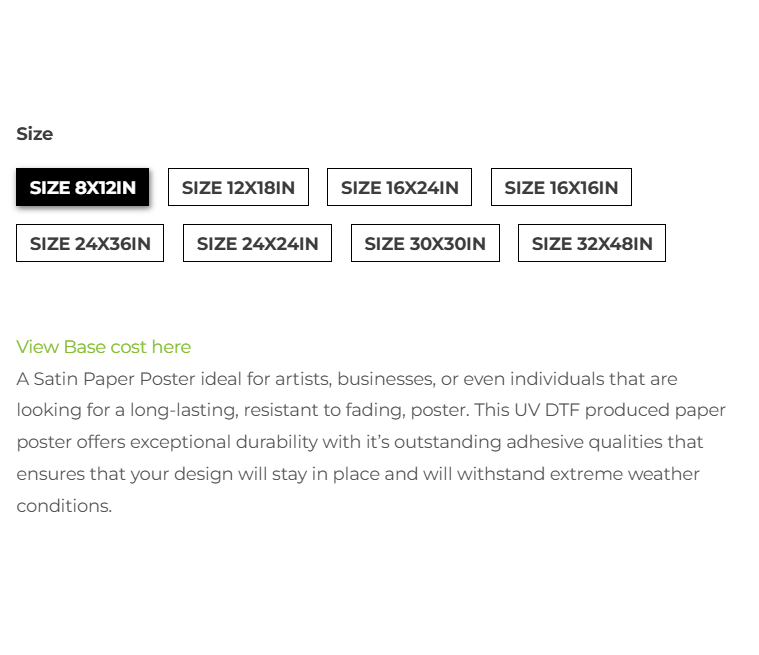 Size
SIZE 8X12IN SIZE 12X18IN SIZE 16X24IN SIZE 16X16IN
SIZE 24X36IN SIZE 24X24IN SIZE 30X30IN SIZE 32X48IN
View Base cost here
A Satin Paper Poster ideal for artists, businesses, or even individuals that are
looking for a long-lasting, resistant to fading, poster. This UV DTF produced paper
poster offers exceptional durability with it’s outstanding adhesive qualities that
ensures that your design will stay in place and will withstand extreme weather
conditions.